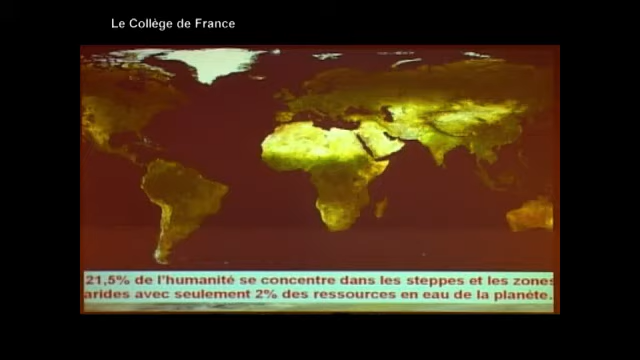 Le Collège de France
21,5% de l'humanité se concentre dans les steppes et les zones
arides avec seulement 2% des ressources en eau de la planète.